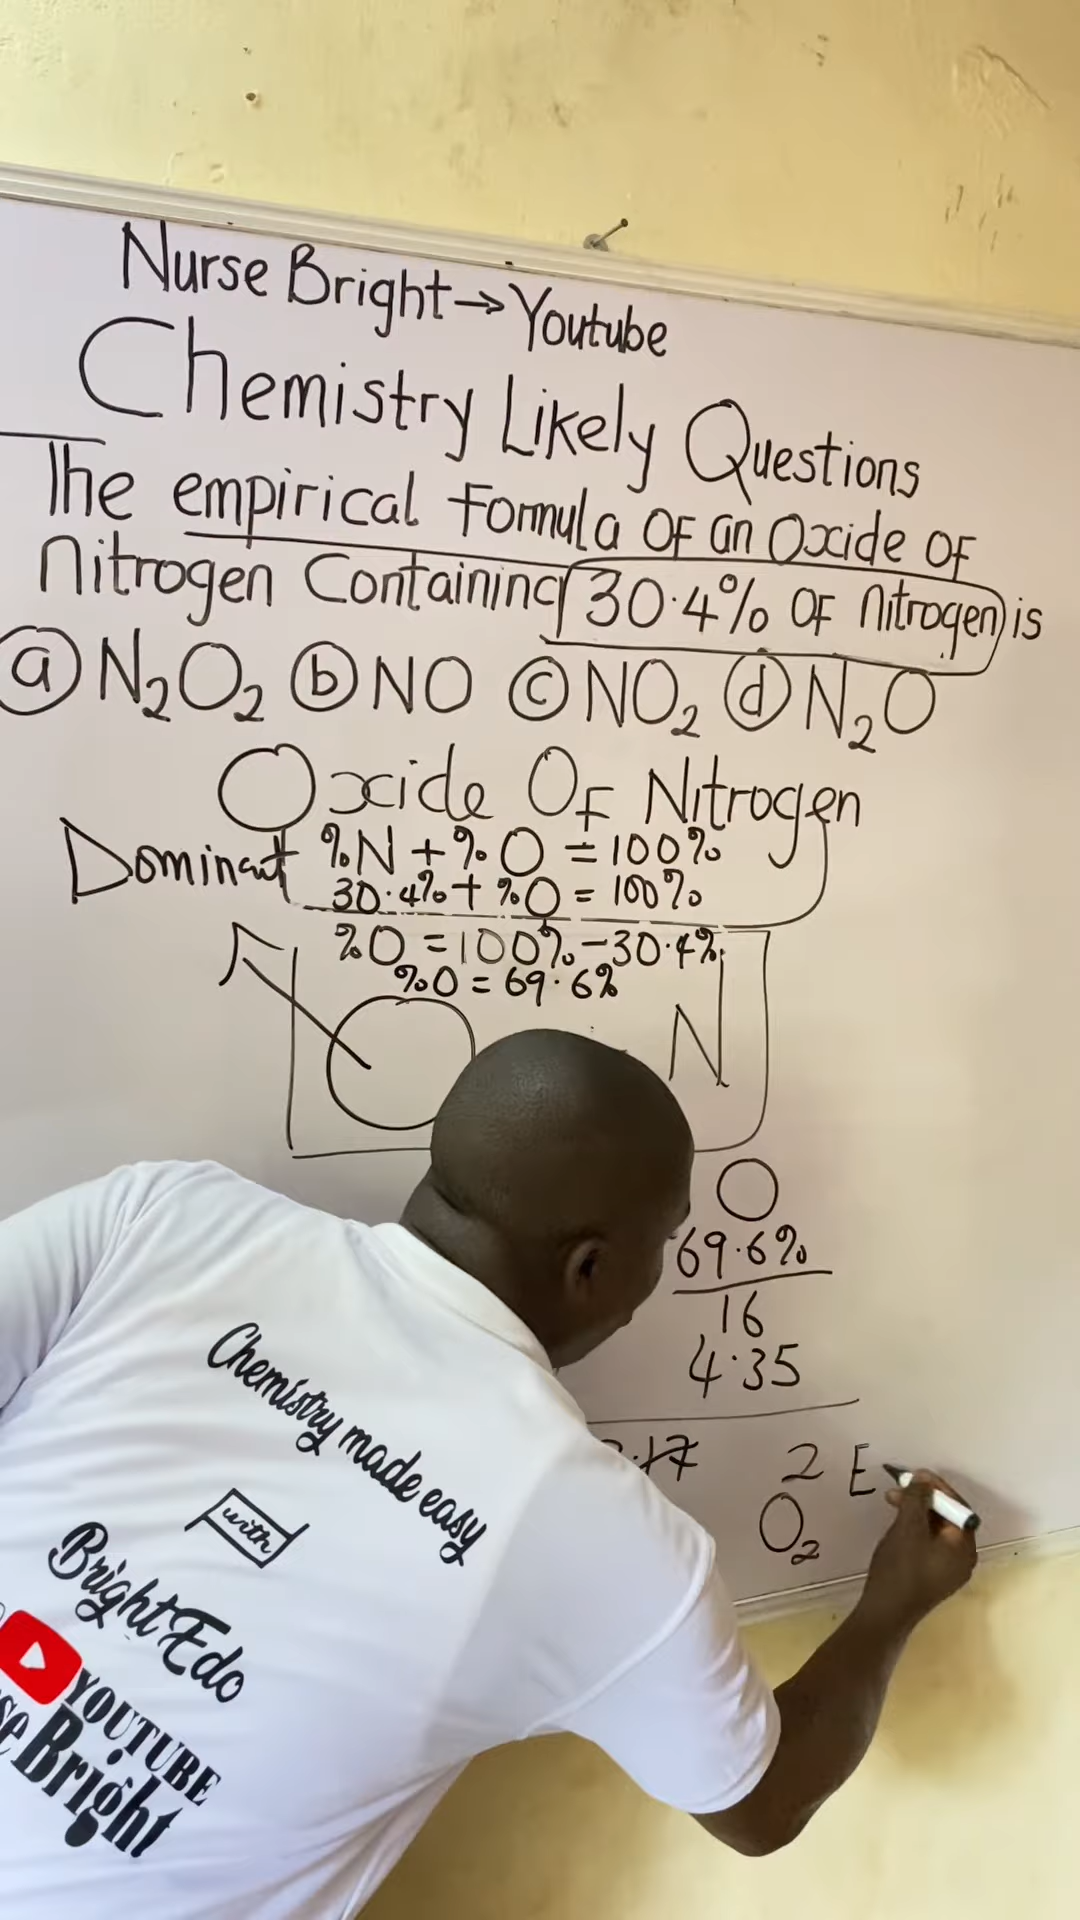 Nurse Bright → Youtube
Chemistry Likely Questions
The empirical Formula OF an Oxide OF
Nitrogen Containing 30.4% OF Nitrogen is
(a) N₂O₂ (b) NO (c) NO₂ (d) N₂O
Oxide OF Nitrogen
Dominant %N + %O = 100%
30.4% + %O = 100%
%O = 100% - 30.4%
%O = 69.6%
O N
O
69.6%
16
4.35
.17 2 E
O₂
Chemistry made easy
with
Bright Edo
YOUTUBE
Bright